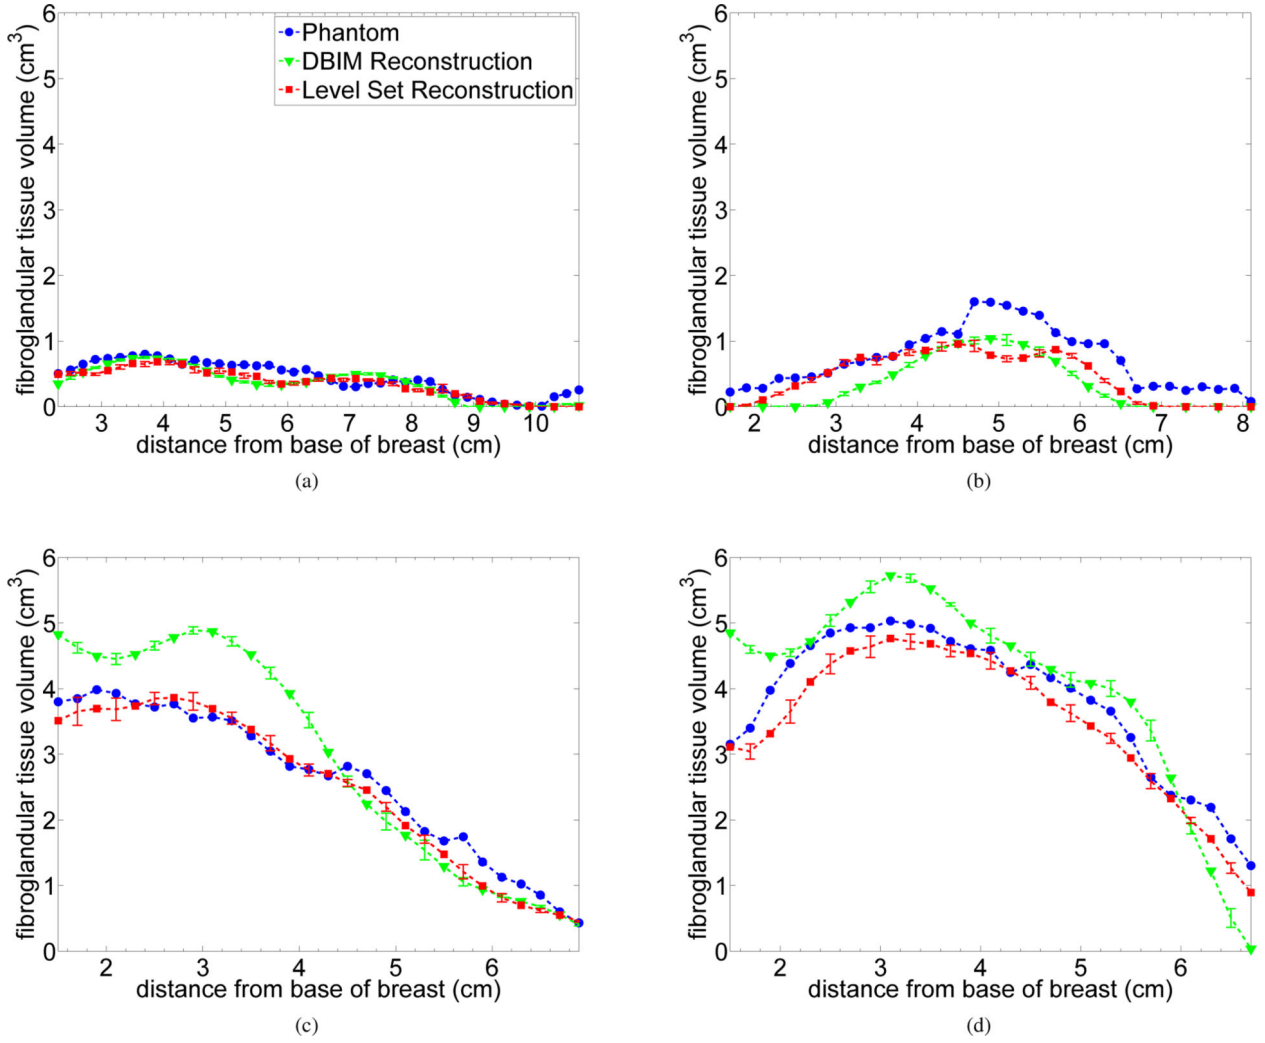 fibroglandular tissue volume (cm³)
6
5
4
3
2
1
0
Phantom
DBIM Reconstruction
Level Set Reconstruction
3 4 5 6 7 8 9 10
distance from base of breast (cm)
(a)
fibroglandular tissue volume (cm³)
6
5
4
3
2
1
0
2 3 4 5 6 7 8
distance from base of breast (cm)
(b)
fibroglandular tissue volume (cm³)
6
5
4
3
2
1
0
2 3 4 5 6
distance from base of breast (cm)
(c)
fibroglandular tissue volume (cm³)
6
5
4
3
2
1
0
2 3 4 5 6
distance from base of breast (cm)
(d)